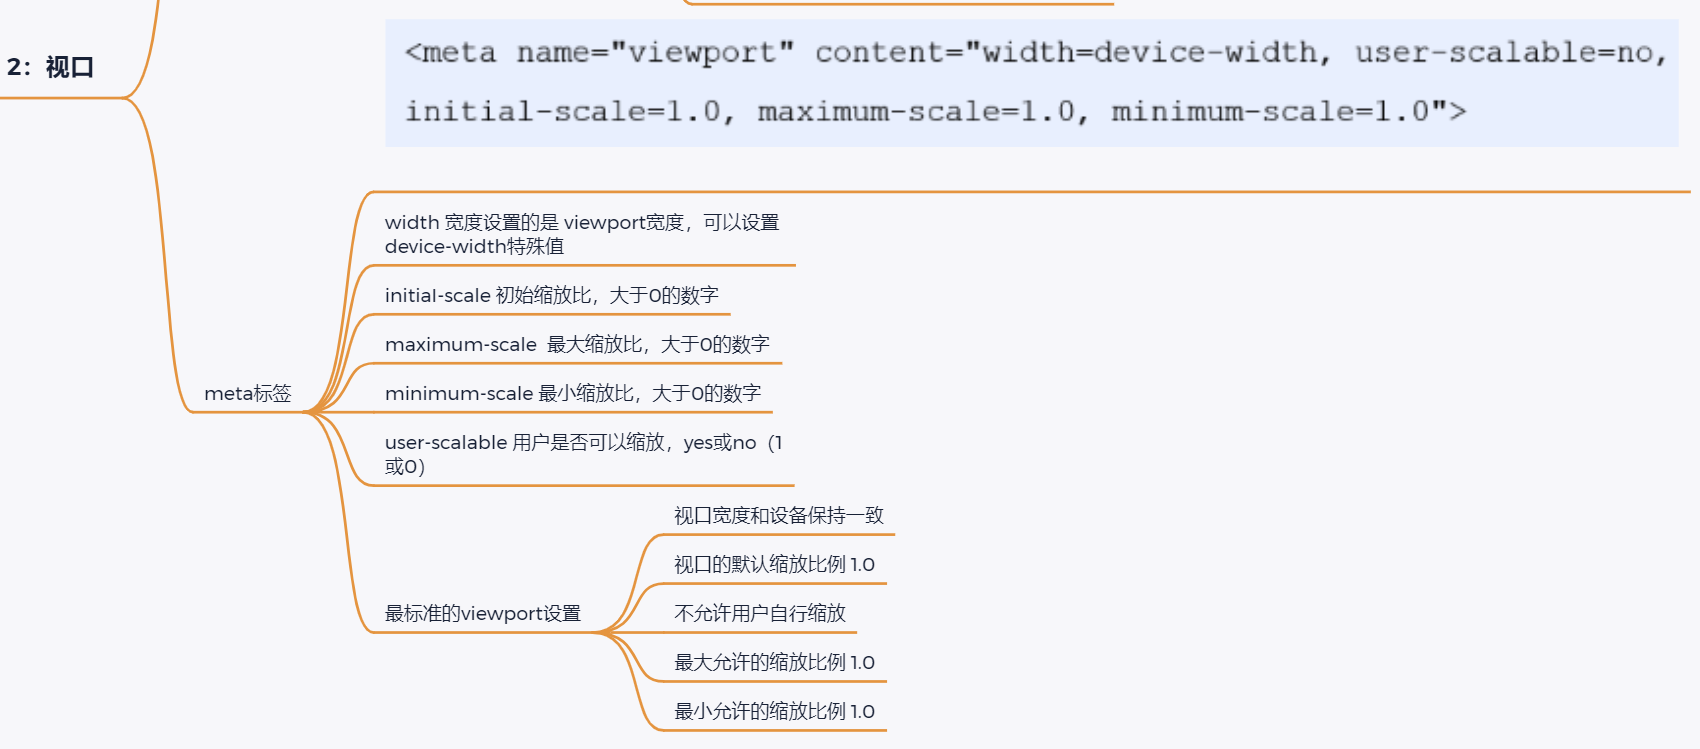 2：视口
<meta name="viewport" content="width=device-width, user-scalable=no,
initial-scale=1.0, maximum-scale=1.0, minimum-scale=1.0">
meta标签
width 宽度设置的是 viewport宽度，可以设置
device-width特殊值
initial-scale 初始缩放比，大于0的数字
maximum-scale  最大缩放比，大于0的数字
minimum-scale 最小缩放比，大于0的数字
user-scalable 用户是否可以缩放，yes或no（1
或0）
最标准的viewport设置
视口宽度和设备保持一致
视口的默认缩放比例 1.0
不允许用户自行缩放
最大允许的缩放比例 1.0
最小允许的缩放比例 1.0